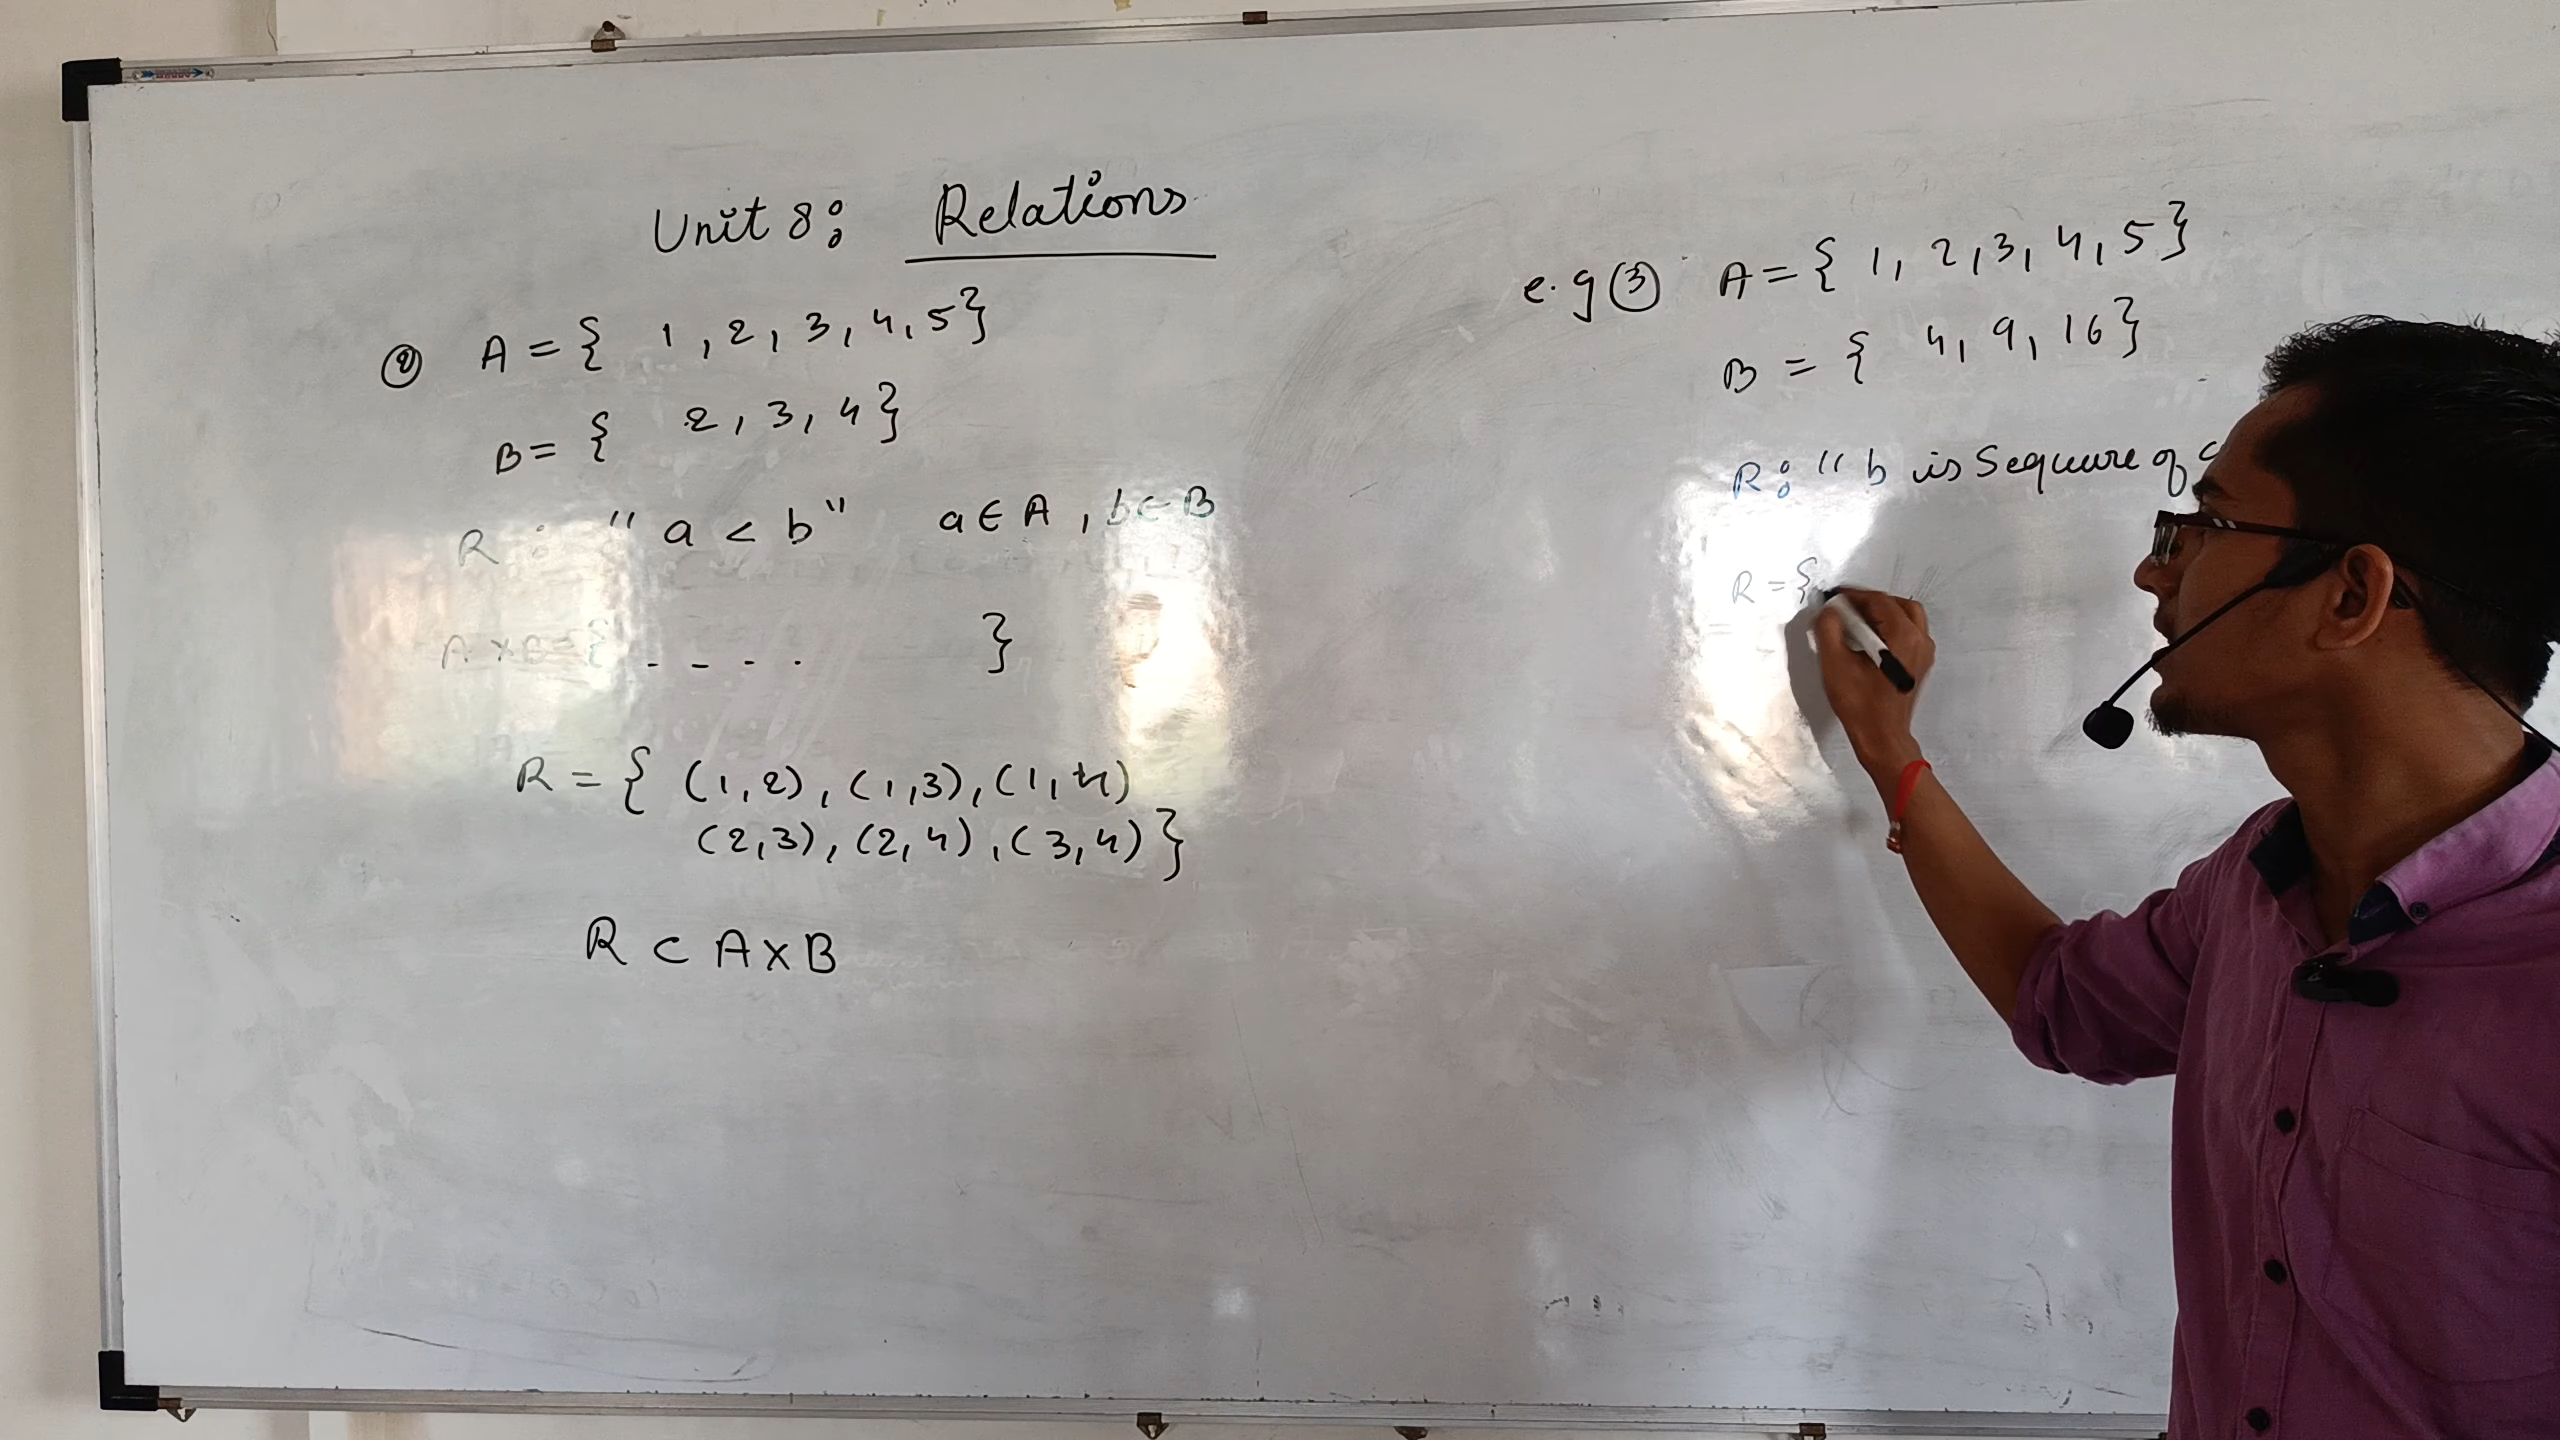 Unit 8: Relations
② A = { 1, 2, 3, 4, 5}
B = { 2, 3, 4}
R : " a < b " a ∈ A, b ∈ B
A × B = { - - - . }
R = { (1,2), (1,3), (1,4)
(2,3), (2,4), (3,4) }
R ⊂ A × B
e.g ③ A = { 1, 2, 3, 4, 5}
B = { 4, 9, 16}
R: " b is Sequure of
R = {